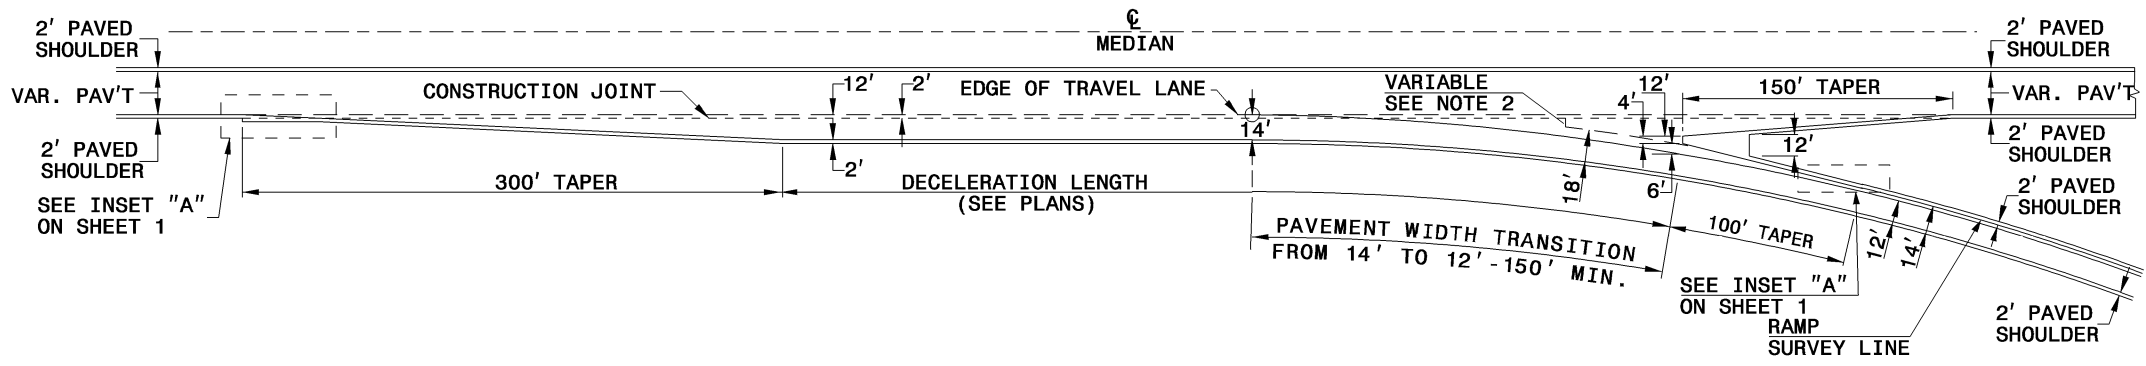 ℄
MEDIAN
2' PAVED
SHOULDER
VAR. PAV'T
2' PAVED
SHOULDER
SEE INSET "A"
ON SHEET 1
CONSTRUCTION JOINT
12'
2'
2'
300' TAPER
DECELERATION LENGTH
(SEE PLANS)
EDGE OF TRAVEL LANE
14'
VARIABLE
SEE NOTE 2
4'
12'
18'
6'
PAVEMENT WIDTH TRANSITION
FROM 14' TO 12'-150' MIN.
100' TAPER
150' TAPER
12'
2' PAVED
SHOULDER
VAR. PAV'T
2' PAVED
SHOULDER
2' PAVED
SHOULDER
12'
14'
SEE INSET "A"
ON SHEET 1
RAMP
SURVEY LINE
2' PAVED
SHOULDER